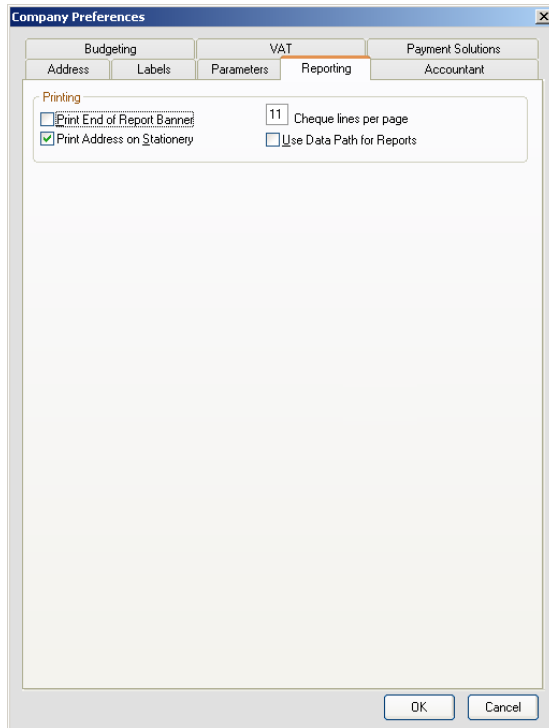 Company Preferences
Budgeting VAT Payment Solutions
Address Labels Parameters Reporting Accountant
Printing
Print End of Report Banner 11 Cheque lines per page
Print Address on Stationery Use Data Path for Reports
OK Cancel